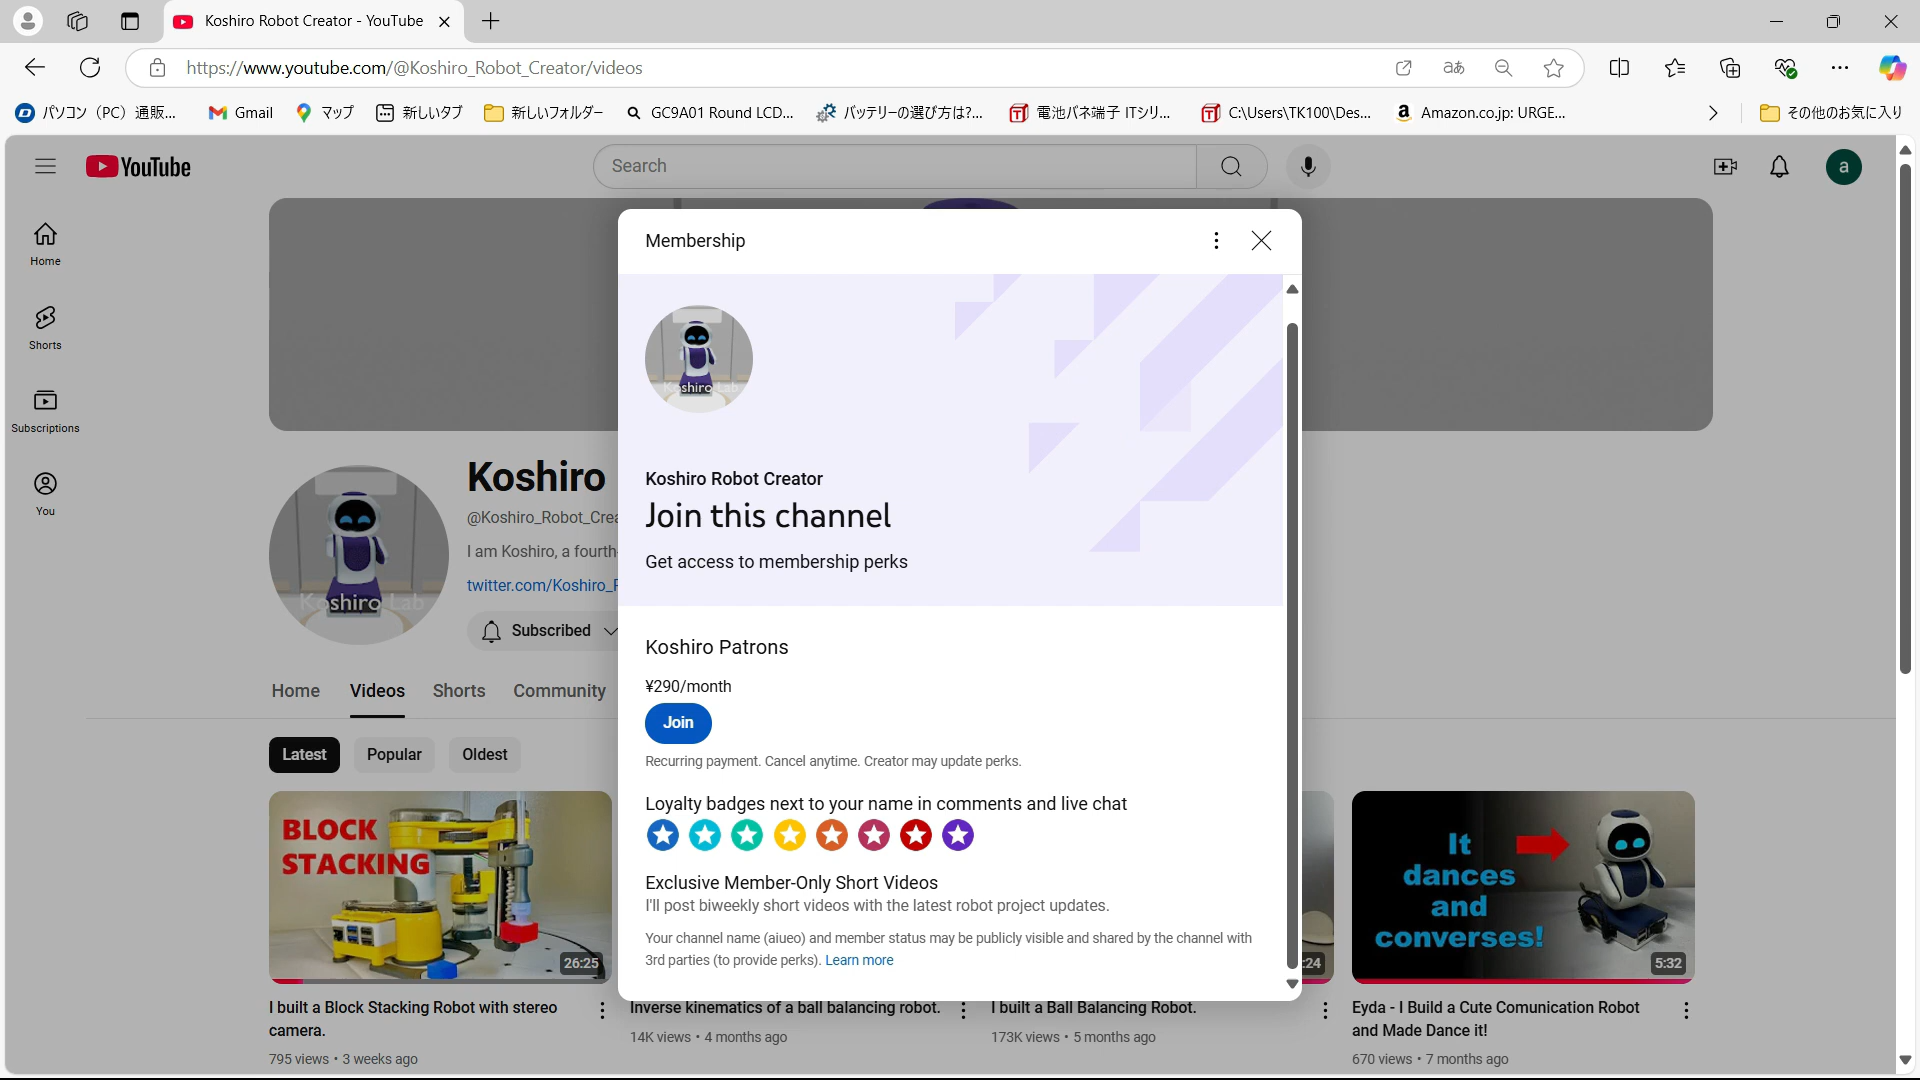 Koshiro Robot Creator - YouTube
https://www.youtube.com/@Koshiro_Robot_Creator/videos
パソコン（PC）通販...
Gmail
マップ
新しいタブ
新しいフォルダー
GC9A01 Round LCD...
バッテリーの選び方は?...
電池バネ端子 ITシリ...
C:\Users\TK100\Des...
Amazon.co.jp: URGE...
その他のお気に入り
YouTube
Search
a
Home
Shorts
Subscriptions
You
Koshiro
@Koshiro_Robot_Crea
I am Koshiro, a fourth-
twitter.com/Koshiro_
Subscribed
Koshiro Lab
Home
Videos
Shorts
Community
Latest
Popular
Oldest
Membership
Koshiro Lab
Koshiro Robot Creator
Join this channel
Get access to membership perks
Koshiro Patrons
¥290/month
Join
Recurring payment. Cancel anytime. Creator may update perks.
Loyalty badges next to your name in comments and live chat
Exclusive Member-Only Short Videos
I'll post biweekly short videos with the latest robot project updates.
Your channel name (aiueo) and member status may be publicly visible and shared by the channel with
3rd parties (to provide perks). Learn more
BLOCK
STACKING
26:25
I built a Block Stacking Robot with stereo
camera.
795 views • 3 weeks ago
Inverse kinematics of a ball balancing robot.
14K views • 4 months ago
:24
I built a Ball Balancing Robot.
173K views • 5 months ago
It
dances
and
converses!
5:32
Eyda - I Build a Cute Comunication Robot
and Made Dance it!
670 views • 7 months ago